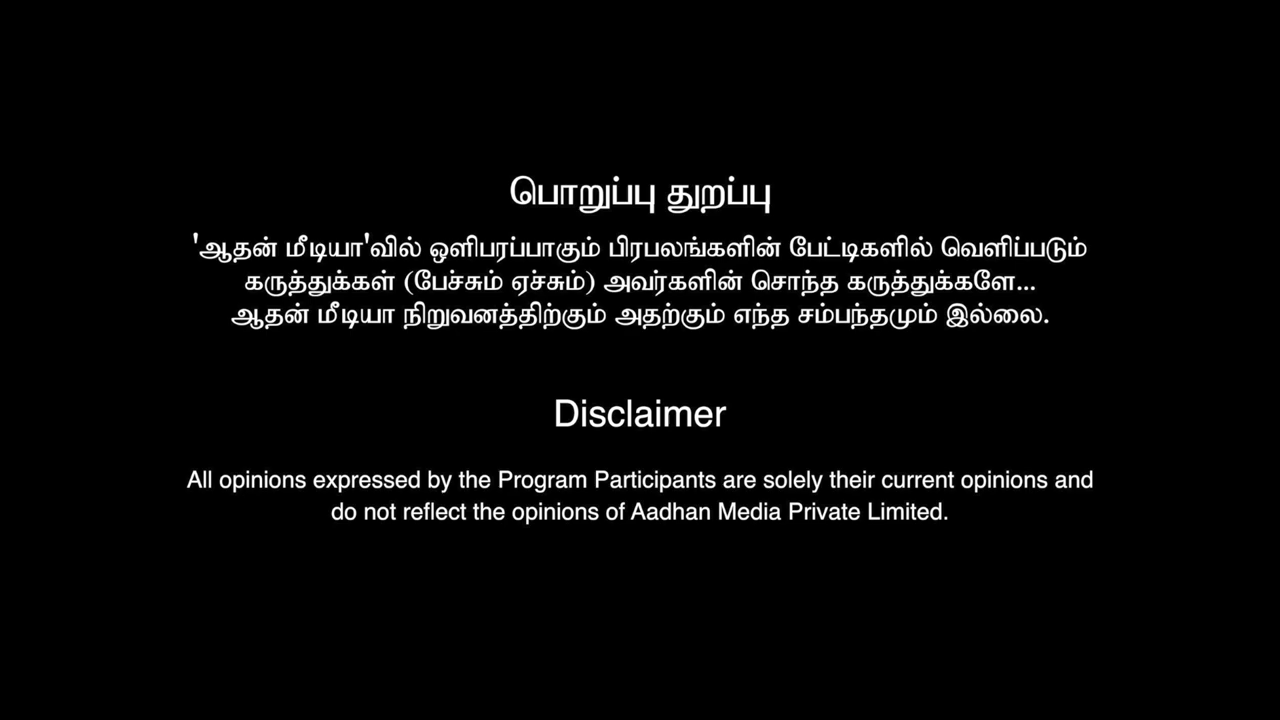 பொறுப்பு துறப்பு
'ஆதன் மீடியா'வில் ஒளிபரப்பாகும் பிரபலங்களின் பேட்டிகளில் வெளிப்படும்
கருத்துக்கள் (பேச்சும் ஏச்சும்) அவர்களின் சொந்த கருத்துக்களே...
ஆதன் மீடியா நிறுவனத்திற்கும் அதற்கும் எந்த சம்பந்தமும் இல்லை.
Disclaimer
All opinions expressed by the Program Participants are solely their current opinions and
do not reflect the opinions of Aadhan Media Private Limited.